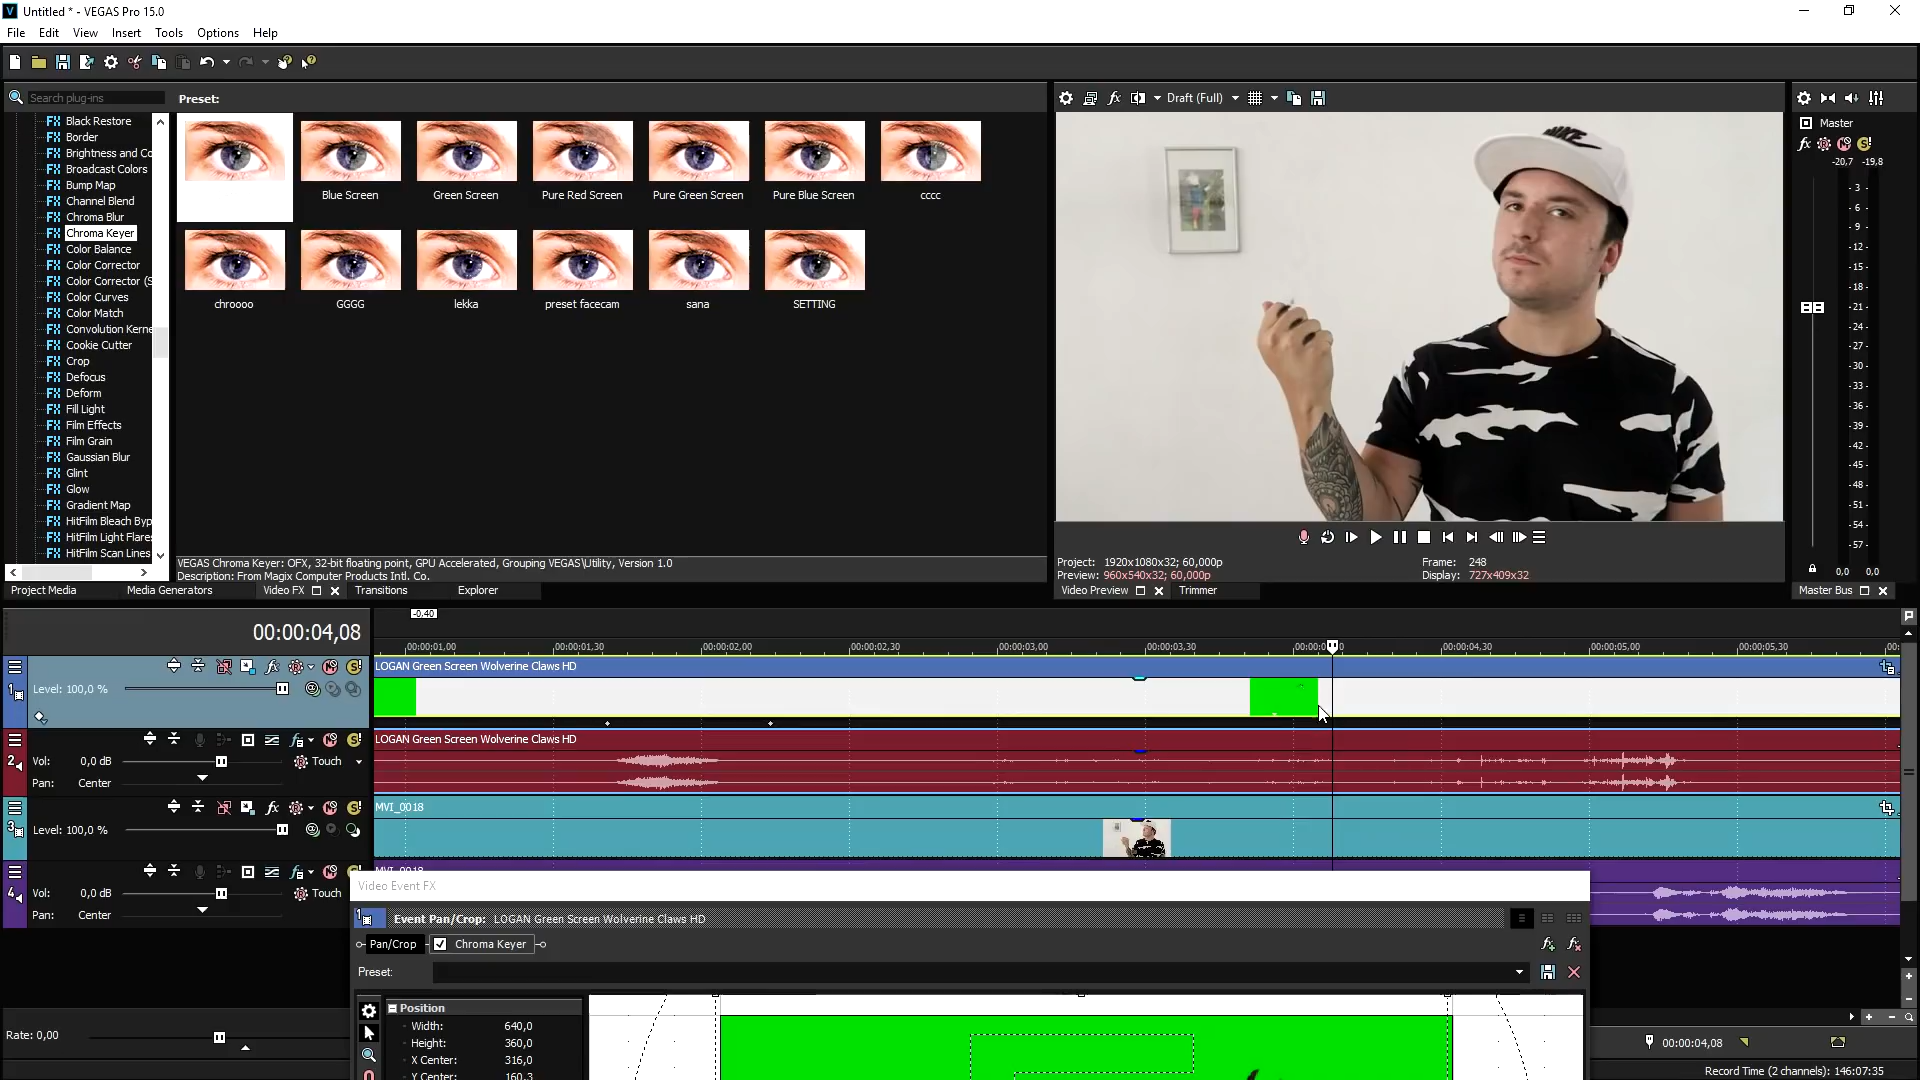 Untitled * - VEGAS Pro 15.0
File Edit View Insert Tools Options Help
Search plug-ins
Preset:
Black Restore
Border
Brightness and Co
Broadcast Colors
Bump Map
Channel Blend
Chroma Blur
Chroma Keyer
Color Balance
Color Corrector
Color Corrector (S
Color Curves
Color Match
Convolution Kerne
Cookie Cutter
Crop
Defocus
Deform
Fill Light
Film Effects
Film Grain
Gaussian Blur
Glint
Glow
Gradient Map
HitFilm Bleach Byp
HitFilm Light Flare
HitFilm Scan Lines
Blue Screen Green Screen Pure Red Screen Pure Green Screen Pure Blue Screen cccc
chroooo GGGG lekka preset facecam sana SETTING
VEGAS Chroma Keyer: OFX, 32-bit floating point, GPU Accelerated, Grouping VEGAS\Utility, Version 1.0
Description: From Magix Computer Products Intl. Co.
Project Media Media Generators Video FX Transitions Explorer
Draft (Full)
NIKE
Project: 1920x1080x32; 60,000p
Preview: 960x540x32; 60,000p
Frame: 248
Display: 727x409x32
Video Preview Trimmer
Master
-20,7 -19,8
3
6
9
12
15
18
21
24
27
30
33
36
39
42
45
48
51
54
57
0,0 0,0
Master Bus
-0.40
00:00:04,08
00:00:01,00 00:00:01,30 00:00:02,00 00:00:02,30 00:00:03,00 00:00:03,30 00:00:0 00:00:04,30 00:00:05,00 00:00:05,30 00:
1
Level: 100,0 %
LOGAN Green Screen Wolverine Claws HD
2
Vol: 0,0 dB Touch
Pan: Center
LOGAN Green Screen Wolverine Claws HD
3
Level: 100,0 %
MVI_0018
4
Vol: 0,0 dB Touch
Pan: Center
MVI_0018
Video Event FX
1
Event Pan/Crop: LOGAN Green Screen Wolverine Claws HD
Pan/Crop Chroma Keyer
Preset:
Position
Width: 640,0
Height: 360,0
X Center: 316,0
Y Center: 160,3
Rate: 0,00
00:00:04,08
Record Time (2 channels): 146:07:35